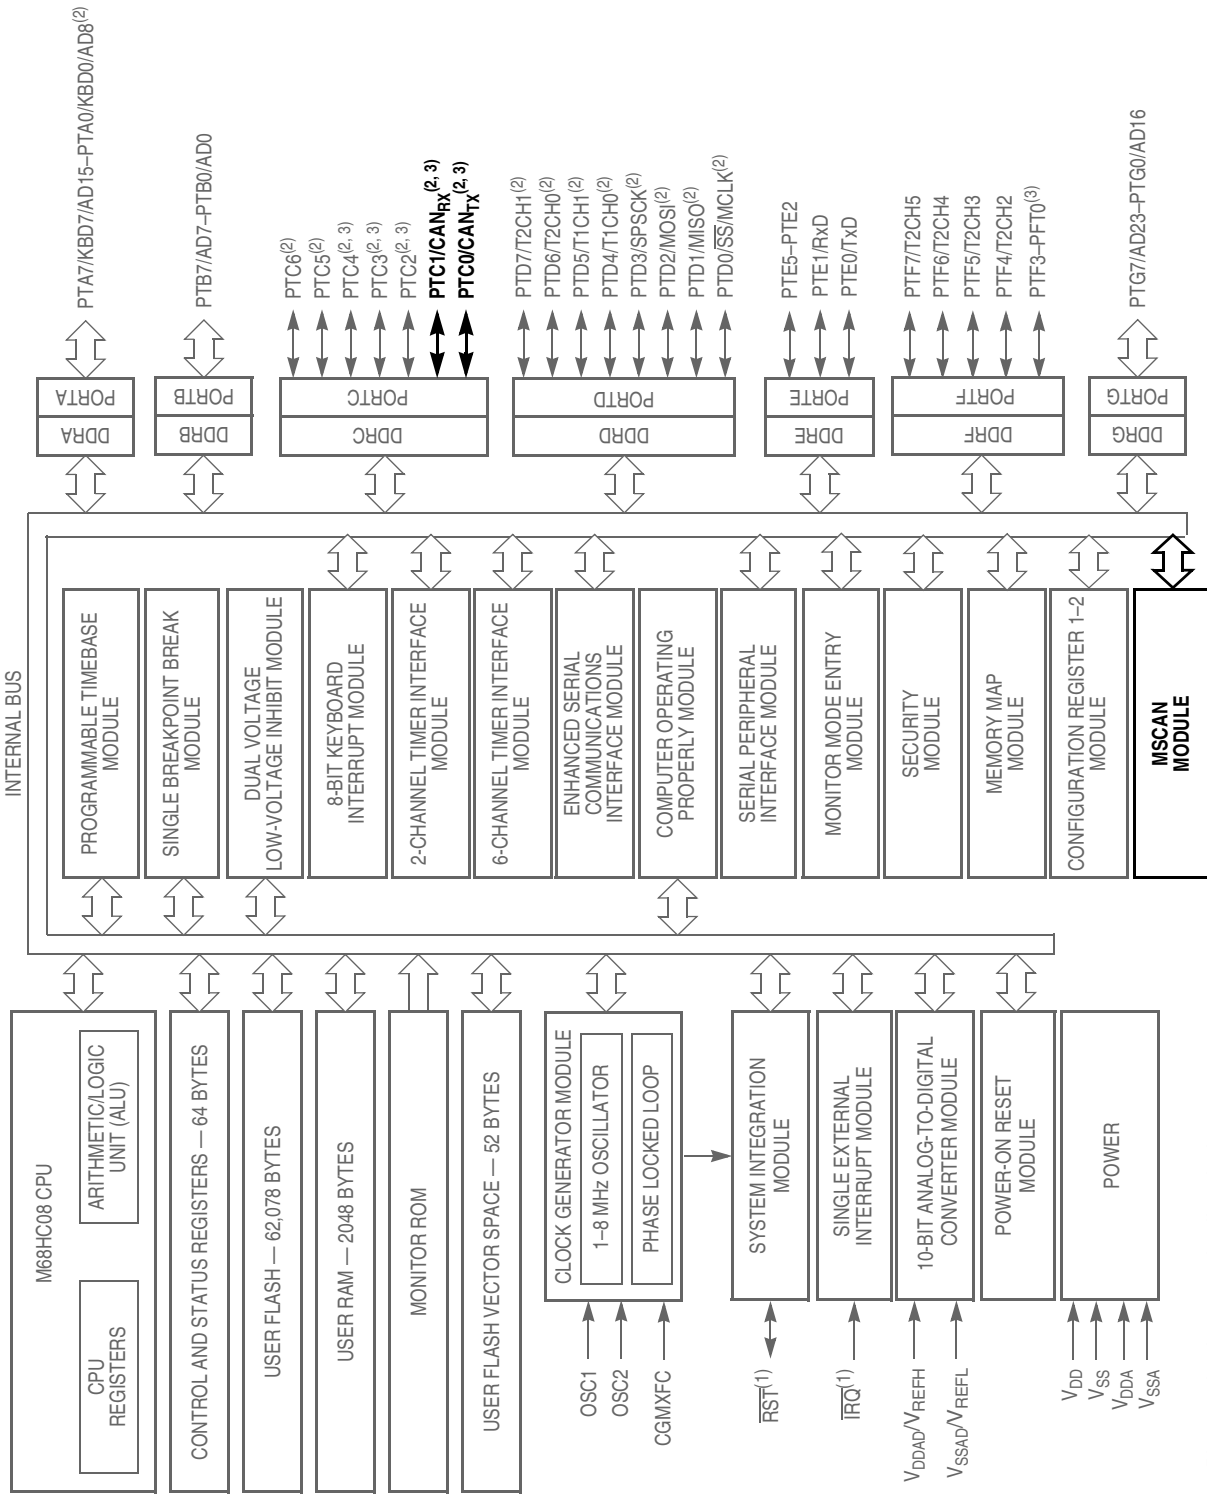 INTERNAL BUS
M68HC08 CPU
CPU
REGISTERS
ARITHMETIC/LOGIC
UNIT (ALU)
CONTROL AND STATUS REGISTERS — 64 BYTES
USER FLASH — 62,078 BYTES
USER RAM — 2048 BYTES
MONITOR ROM
USER FLASH VECTOR SPACE — 52 BYTES
OSC1
OSC2
CGMXFC
CLOCK GENERATOR MODULE
1–8 MHz OSCILLATOR
PHASE LOCKED LOOP
RST(1)
SYSTEM INTEGRATION
MODULE
IRQ(1)
SINGLE EXTERNAL
INTERRUPT MODULE
VDDAD/VREFH
VSSAD/VREFL
10-BIT ANALOG-TO-DIGITAL
CONVERTER MODULE
POWER-ON RESET
MODULE
VDD
VSS
VDDA
VSSA
POWER
PROGRAMMABLE TIMEBASE
MODULE
SINGLE BREAKPOINT BREAK
MODULE
DUAL VOLTAGE
LOW-VOLTAGE INHIBIT MODULE
8-BIT KEYBOARD
INTERRUPT MODULE
2-CHANNEL TIMER INTERFACE
MODULE
6-CHANNEL TIMER INTERFACE
MODULE
ENHANCED SERIAL
COMMUNICATIONS
INTERFACE MODULE
COMPUTER OPERATING
PROPERLY MODULE
SERIAL PERIPHERAL
INTERFACE MODULE
MONITOR MODE ENTRY
MODULE
SECURITY
MODULE
MEMORY MAP
MODULE
CONFIGURATION REGISTER 1–2
MODULE
MSCAN
MODULE
DDRA
PORTA
PTA7/KBD7/AD15–PTA0/KBD0/AD8(2)
DDRB
PORTB
PTB7/AD7–PTB0/AD0
DDRC
PORTC
PTC6(2)
PTC5(2)
PTC4(2, 3)
PTC3(2, 3)
PTC2(2, 3)
PTC1/CANRX(2, 3)
PTC0/CANTX(2, 3)
DDRD
PORTD
PTD7/T2CH1(2)
PTD6/T2CH0(2)
PTD5/T1CH1(2)
PTD4/T1CH0(2)
PTD3/SPSCK(2)
PTD2/MOSI(2)
PTD1/MISO(2)
PTD0/SS/MCLK(2)
DDRE
PORTE
PTE5–PTE2
PTE1/RxD
PTE0/TxD
DDRF
PORTF
PTF7/T2CH5
PTF6/T2CH4
PTF5/T2CH3
PTF4/T2CH2
PTF3–PFT0(3)
DDRG
PORTG
PTG7/AD23–PTG0/AD16